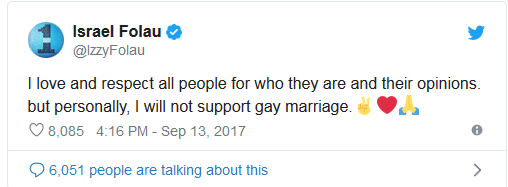 Israel Folau
@IzzyFolau
I love and respect all people for who they are and their opinions.
but personally, I will not support gay marriage.✌️❤️🙏
8,085 4:16 PM - Sep 13, 2017
6,051 people are talking about this